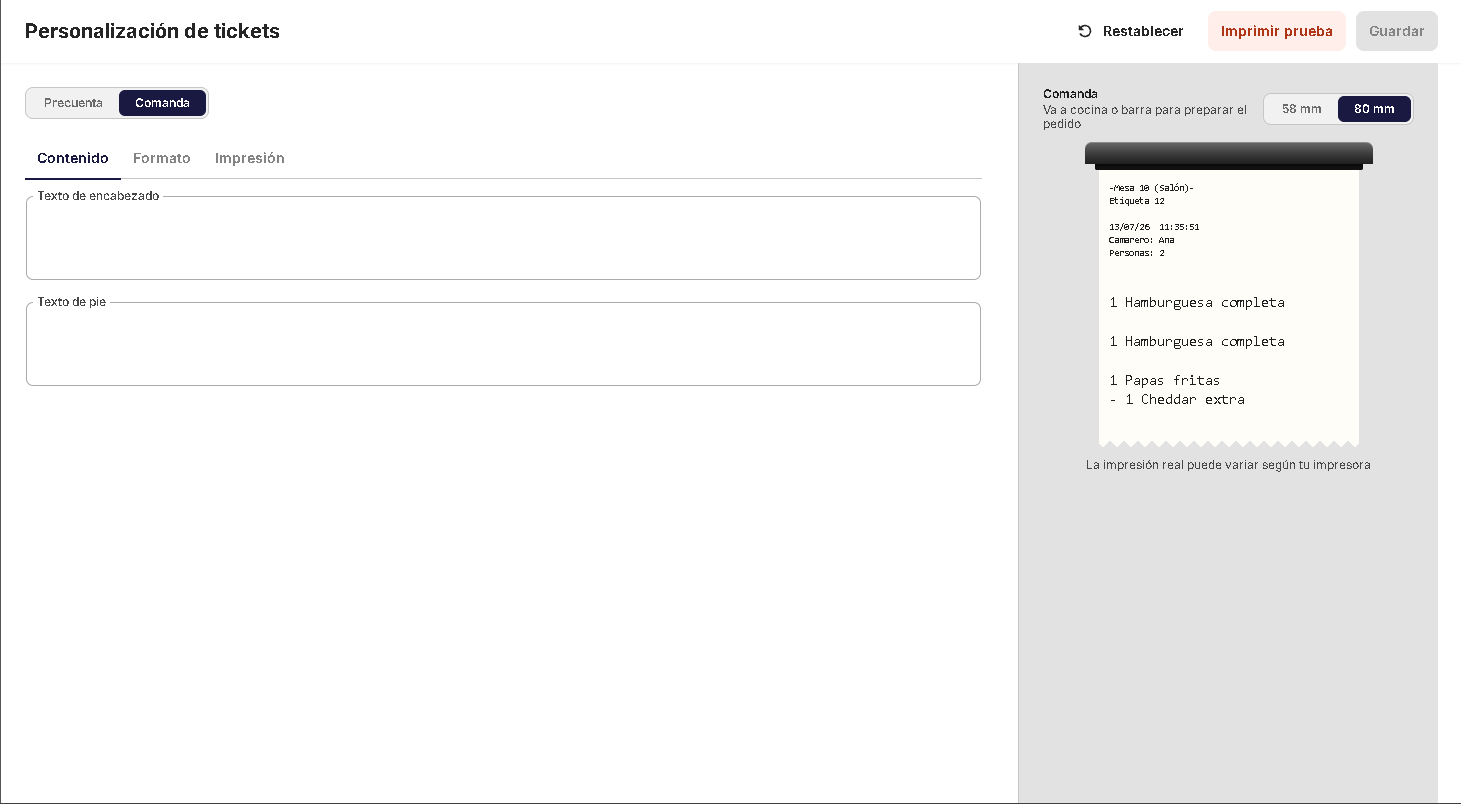 Personalización de tickets
Restablecer
Imprimir prueba
Guardar
Precuenta
Comanda
Contenido
Formato
Impresión
Texto de encabezado
Texto de pie
Comanda
Va a cocina o barra para preparar el
pedido
58 mm
80 mm
-Mesa 10 (Salón)-
Etiqueta 12
13/07/26  11:35:51
Camarero: Ana
Personas: 2
1 Hamburguesa completa
1 Hamburguesa completa
1 Papas fritas
- 1 Cheddar extra
La impresión real puede variar según tu impresora